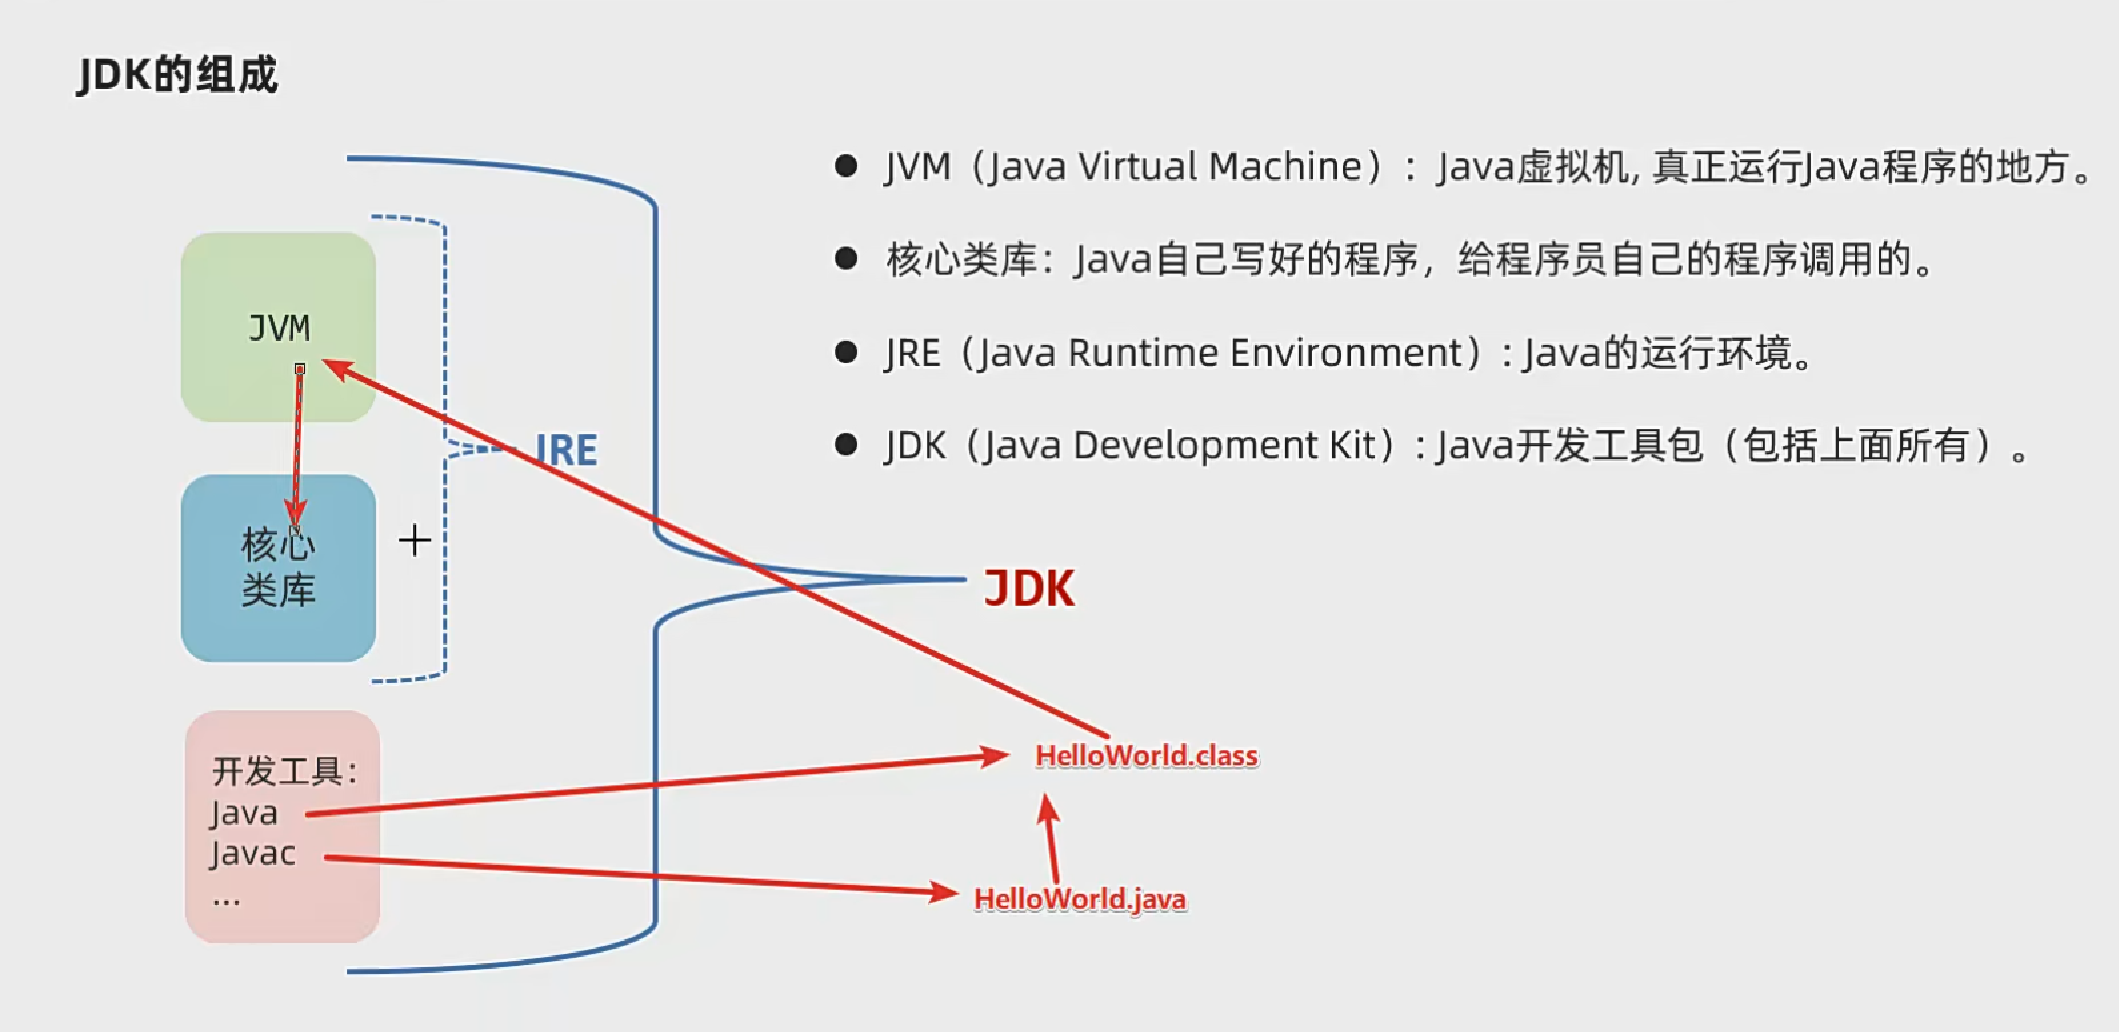 JDK的组成
● JVM（Java Virtual Machine）: Java虚拟机, 真正运行Java程序的地方。
● 核心类库：Java自己写好的程序，给程序员自己的程序调用的。
● JRE（Java Runtime Environment）: Java的运行环境。
● JDK（Java Development Kit）: Java开发工具包（包括上面所有）。
JVM
JRE
核心
类库
JDK
开发工具：
Java
Javac
...
HelloWorld.class
HelloWorld.java